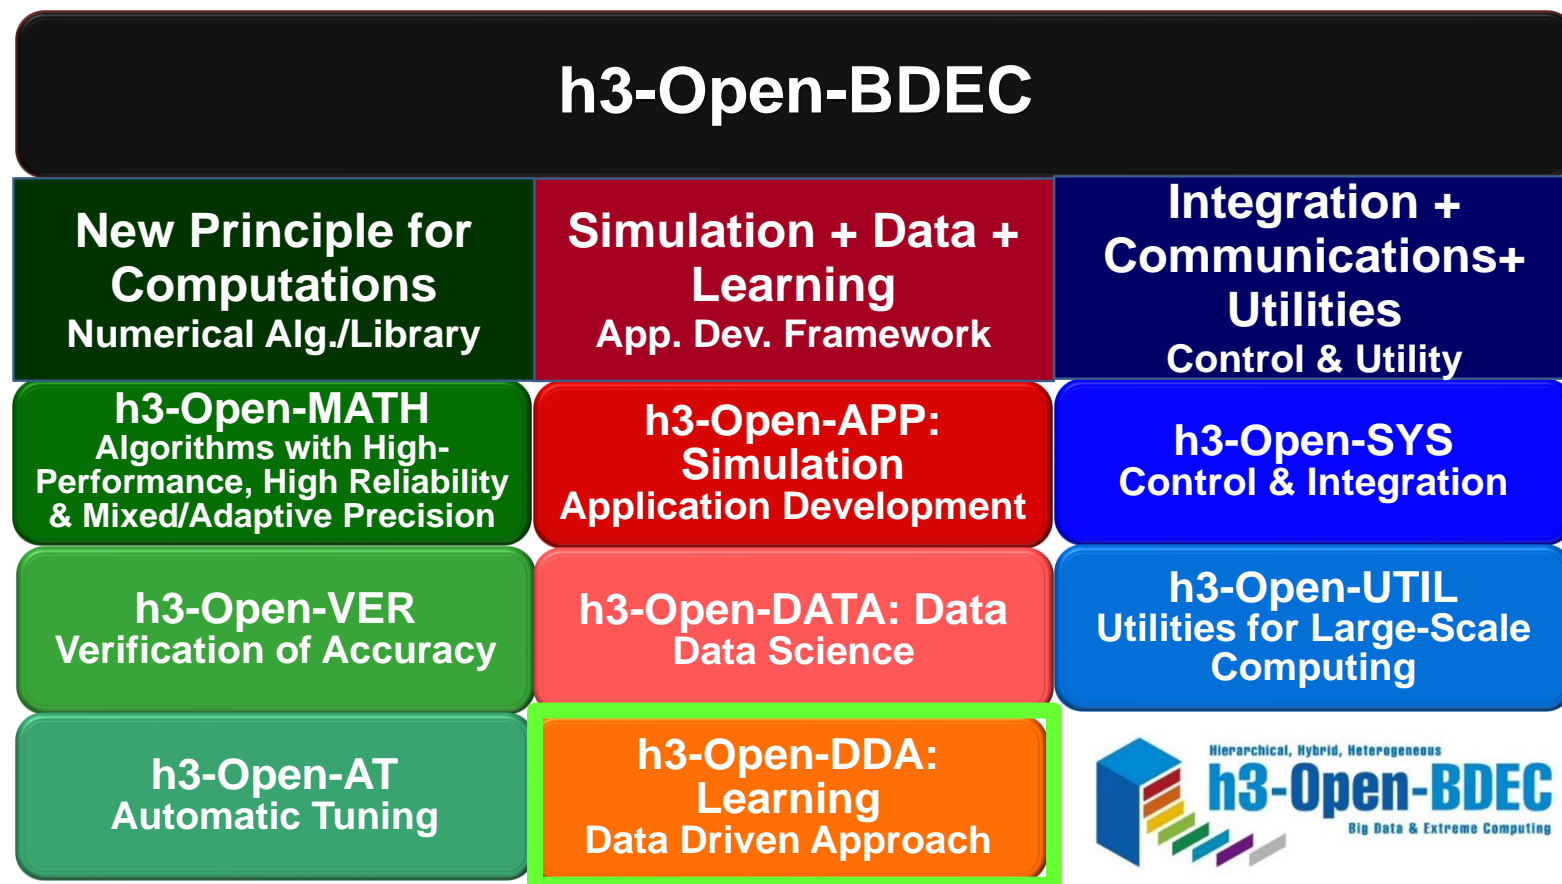 h3-Open-BDEC
New Principle for
Computations
Numerical Alg./Library
Simulation + Data +
Learning
App. Dev. Framework
Integration +
Communications+
Utilities
Control & Utility
h3-Open-MATH
Algorithms with High-
Performance, High Reliability
& Mixed/Adaptive Precision
h3-Open-APP:
Simulation
Application Development
h3-Open-SYS
Control & Integration
h3-Open-VER
Verification of Accuracy
h3-Open-DATA: Data
Data Science
h3-Open-UTIL
Utilities for Large-Scale
Computing
h3-Open-AT
Automatic Tuning
h3-Open-DDA:
Learning
Data Driven Approach
Hierarchical, Hybrid, Heterogeneous
h3-Open-BDEC
Big Data & Extreme Computing